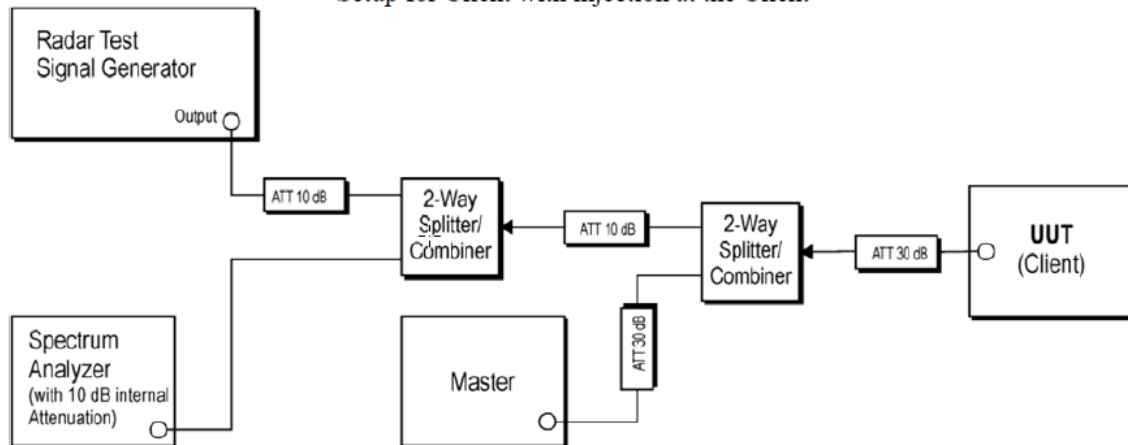 Setup for Client with injection at the Client
Radar Test
Signal Generator
Output
ATT 10 dB
2-Way
Splitter/
Combiner
ATT 10 dB
2-Way
Splitter/
Combiner
ATT 30 dB
UUT
(Client)
Spectrum
Analyzer
(with 10 dB internal
Attenuation)
Master
ATT 30 dB